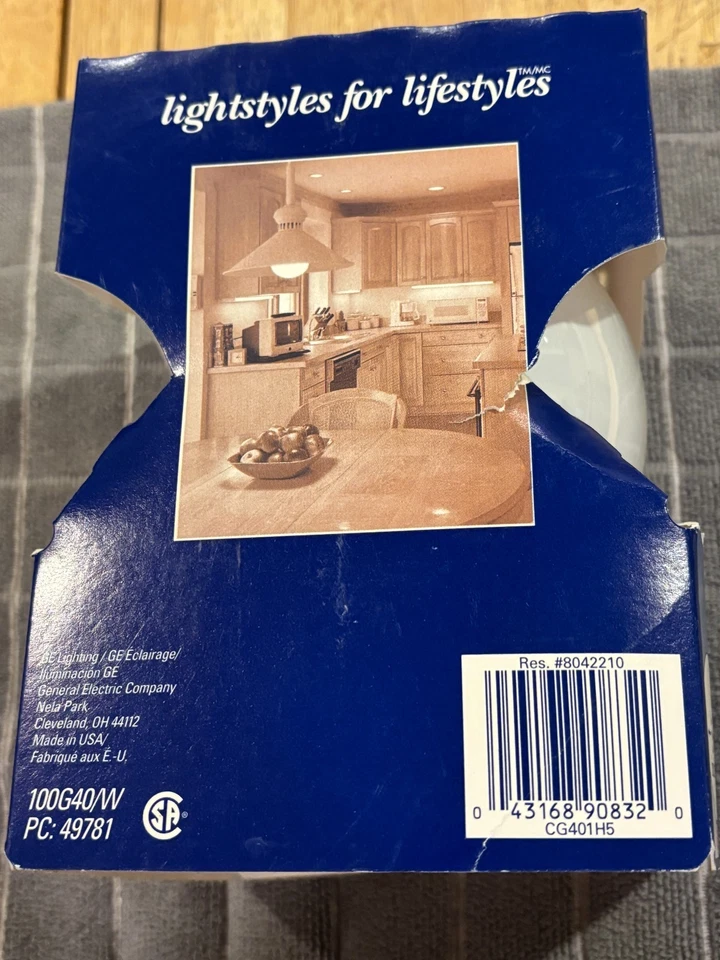 lightstyles for lifestyles TM/MC
GE Lighting / GE Eclairage/
Iluminación GE
General Electric Company
Nela Park
Cleveland, OH 44112
Made in USA/
Fabriqué aux É.-U.
100G40/W
PC: 49781
SA®
Res. #8042210
0 43168 90832 0
CG401H5